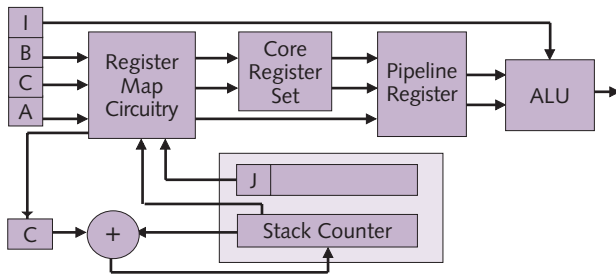 I
B
C
A
Register
Map
Circuitry
Core
Register
Set
Pipeline
Register
ALU
J
C
+
Stack Counter